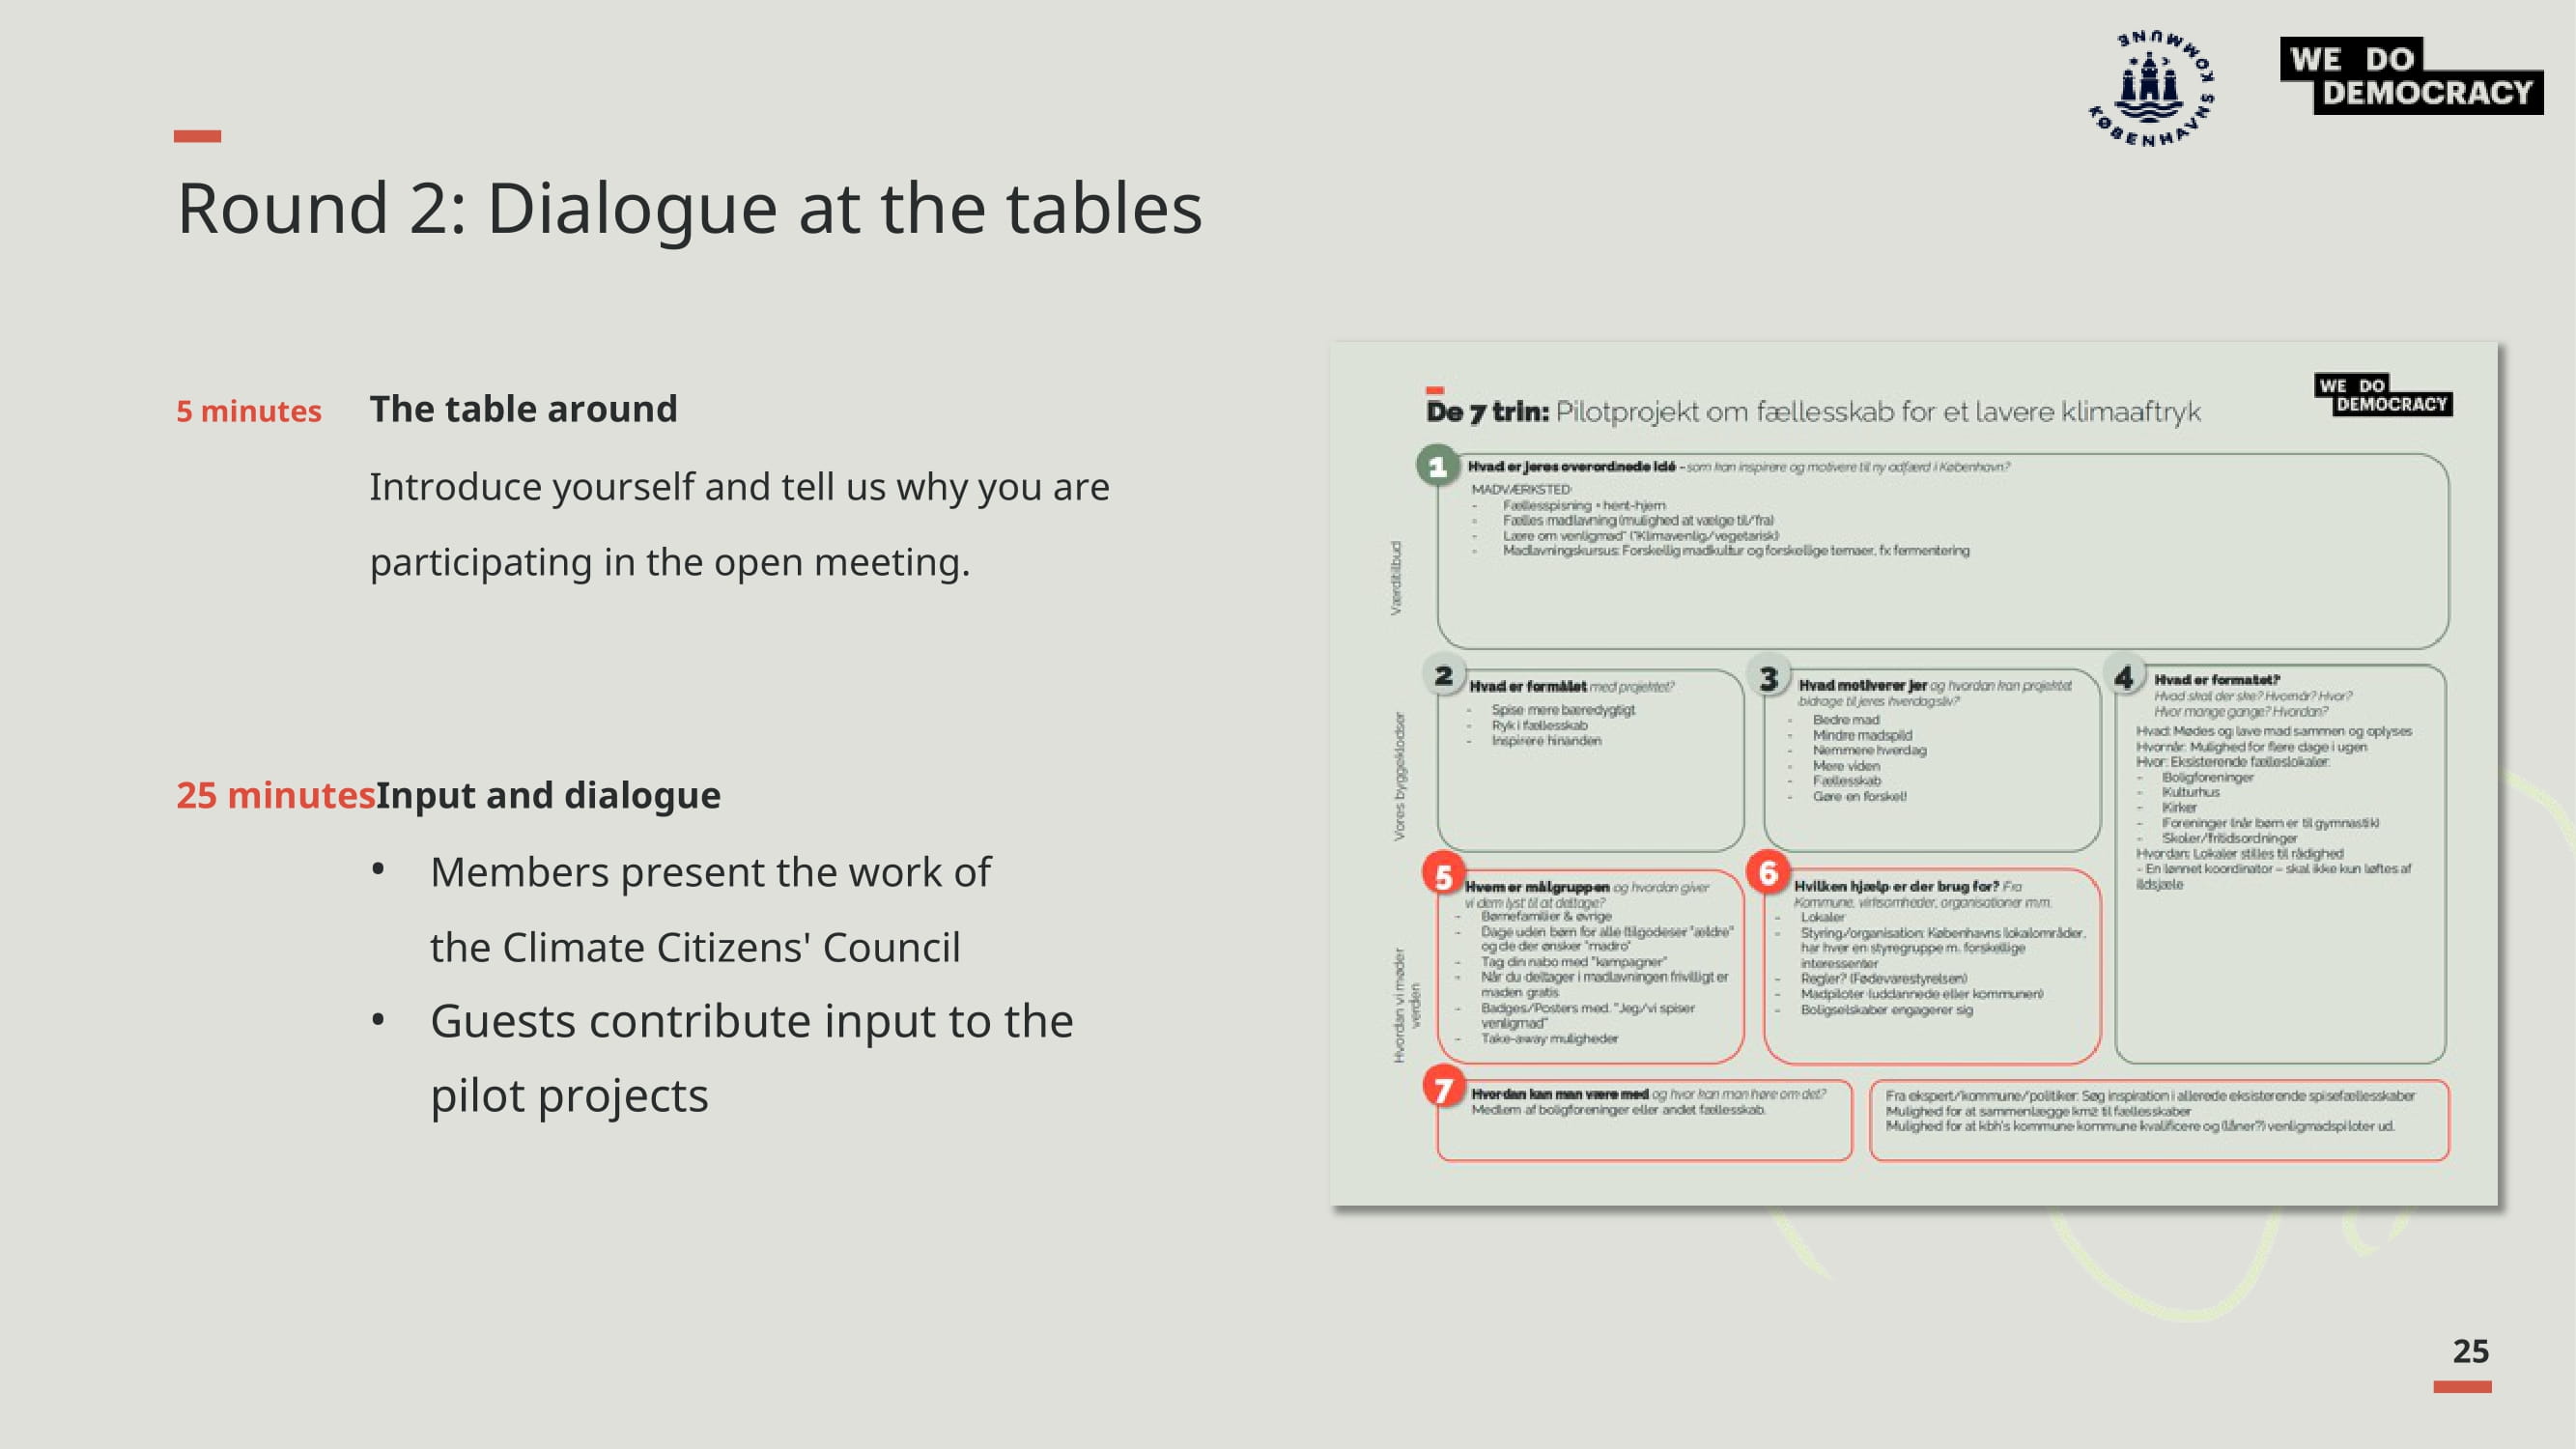 KØBENHAVNS KOMMUNE
WE DO
DEMOCRACY
Round 2: Dialogue at the tables
5 minutes The table around
Introduce yourself and tell us why you are
participating in the open meeting.
25 minutesInput and dialogue
• Members present the work of
the Climate Citizens' Council
• Guests contribute input to the
pilot projects
WE DO
DEMOCRACY
De 7 trin: Pilotprojekt om fællesskab for et lavere klimaaftryk
Værditilbud
1
Hvad er jeres overordnede idé - som kan inspirere og motivere til ny adfærd i København?
MADVÆRKSTED
- Fællesspisning + hent-hjem
- Fælles madlavning (mulighed at vælge til/fra)
- Lære om venligmad" ("Klimavenlig/vegetarisk)
- Madlavningskursus: Forskellig madkultur og forskellige temaer, fx fermentering
Vores byggeklodser
2
Hvad er formålet med projektet?
- Spise mere bæredygtigt
- Ryk i fællesskab
- Inspirere hinanden
3
Hvad motiverer jer og hvordan kan projektet
bidrage til jeres hverdagsliv?
- Bedre mad
- Mindre madspild
- Nemmere hverdag
- Mere viden
- Fællesskab
- Gøre en forskel!
4
Hvad er formatet?
Hvad skal der ske? Hvornår? Hvor?
Hvor mange gange? Hvordan?
Hvad: Mødes og lave mad sammen og oplyses
Hvornår: Mulighed for flere dage i ugen
Hvor: Eksisterende fælleslokaler:
- Boligforeninger
- Kulturhus
- Kirker
- Foreninger (når børn er til gymnastik)
- Skoler/fritidsordninger
Hvordan: Lokaler stilles til rådighed
- En lønnet koordinator – skal ikke kun løftes af
ildsjæle
Hvordan vi møder
verden
5
Hvem er målgruppen og hvordan giver
vi dem lyst til at deltage?
- Børnefamilier & øvrige
- Dage uden børn for alle (tilgodeser "ældre"
og de der ønsker "madro"
- Tag din nabo med "kampagner"
- Når du deltager i madlavningen frivilligt er
maden gratis
- Badges/Posters med. "Jeg/vi spiser
venligmad"
- Take-away muligheder
6
Hvilken hjælp er der brug for? Fra
Kommune, virksomheder, organisationer m.m.
- Lokaler
- Styring/organisation: Københavns lokalområder,
har hver en styregruppe m. forskellige
interessenter
- Regler? (Fødevarestyrelsen)
- Madpiloter (uddannede eller kommunen)
- Boligselskaber engagerer sig
7
Hvordan kan man være med og hvor kan man høre om det?
Medlem af boligforeninger eller andet fællesskab.
Fra ekspert/kommune/politiker: Søg inspiration i allerede eksisterende spisefællesskaber
Mulighed for at sammenlægge km2 til fællesskaber
Mulighed for at kbh's kommune kommune kvalificere og (låner?) venligmadspiloter ud.
25